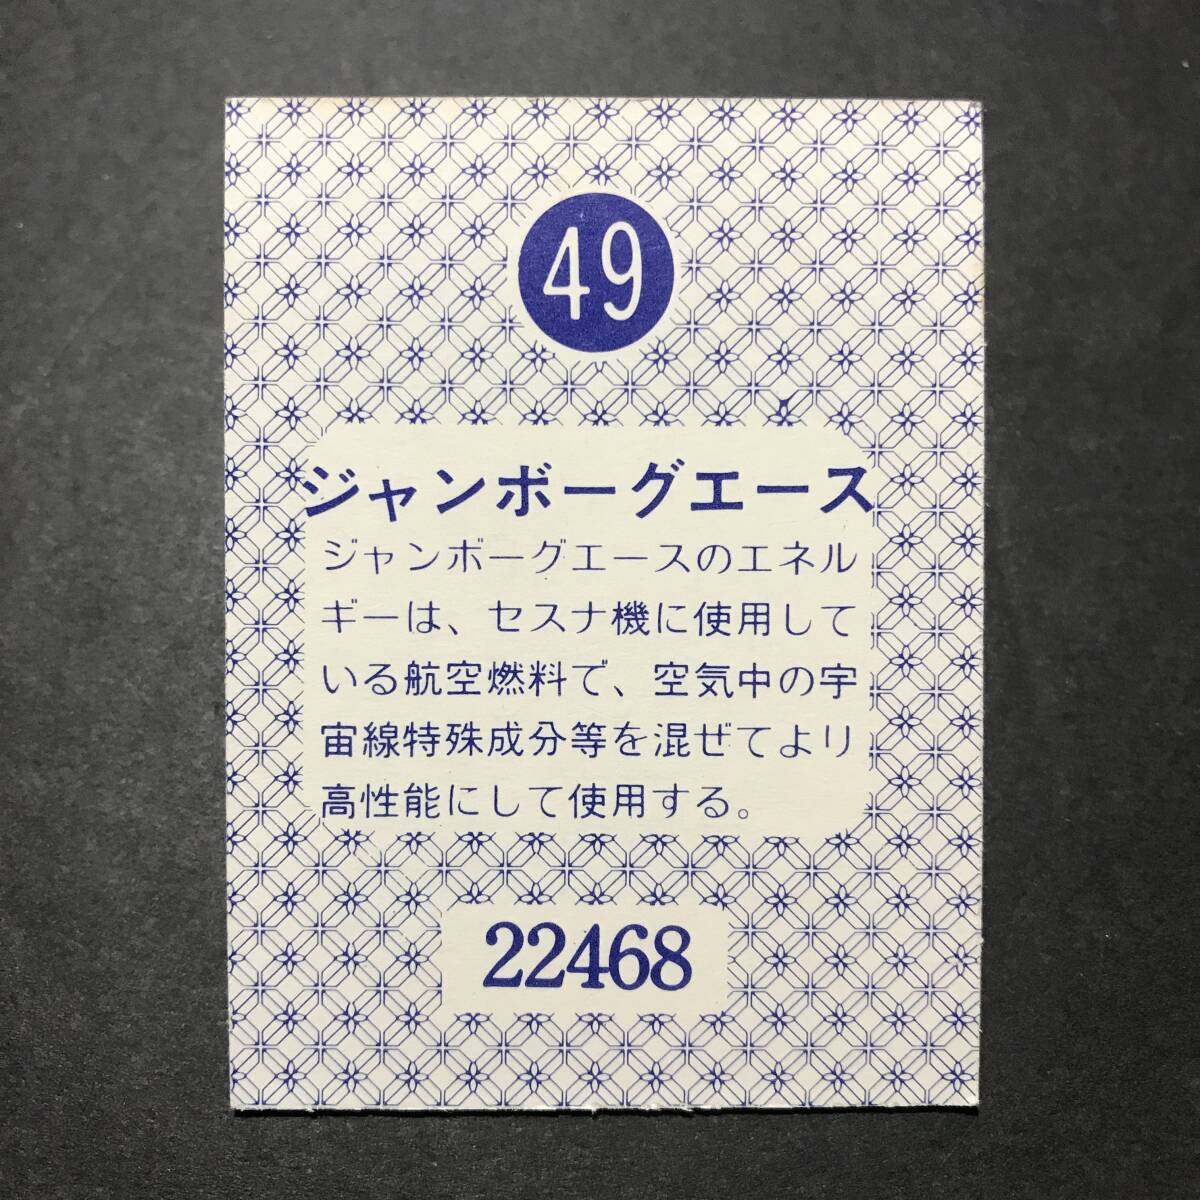 49
ジャンボーグエース
ジャンボーグエースのエネル
ギーは、セスナ機に使用して
いる航空燃料で、空気中の宇
宙線特殊成分等を混ぜてより
高性能にして使用する。
22468